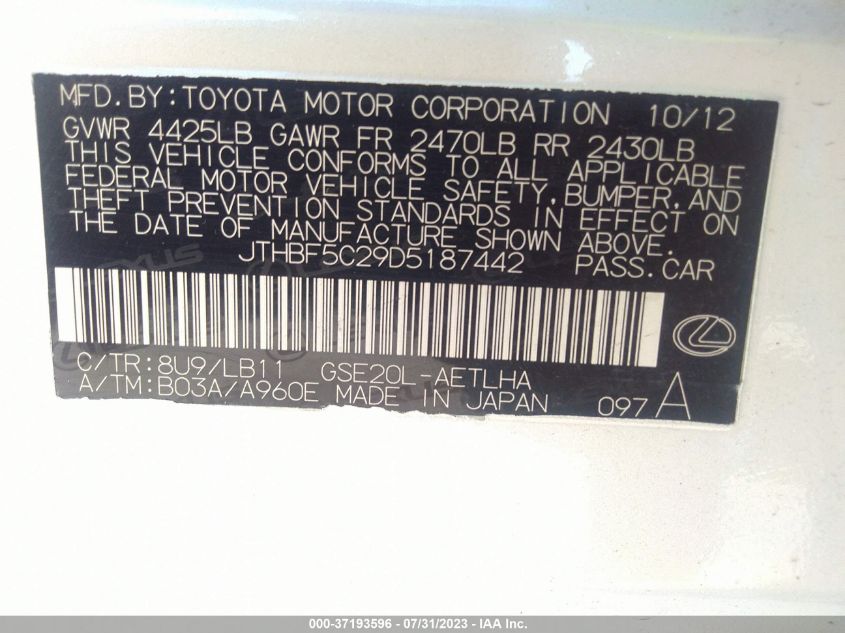 MFD.BY:TOYOTA MOTOR CORPORATION 10/12
GVWR 4425LB GAWR FR 2470LB RR 2430LB
THIS VEHICLE CONFORMS TO ALL APPLICABLE
FEDERAL MOTOR VEHICLE SAFETY,BUMPER,AND
THEFT PREVENTION STANDARDS IN EFFECT ON
THE DATE OF MANUFACTURE SHOWN ABOVE.
JTHBF5C29D5187442 PASS.CAR
C/TR:8U9/LB11 GSE20L-AETLHA
A/TM:B03A/A960E MADE IN JAPAN 097 A
000-37193596 - 07/31/2023 - IAA Inc.